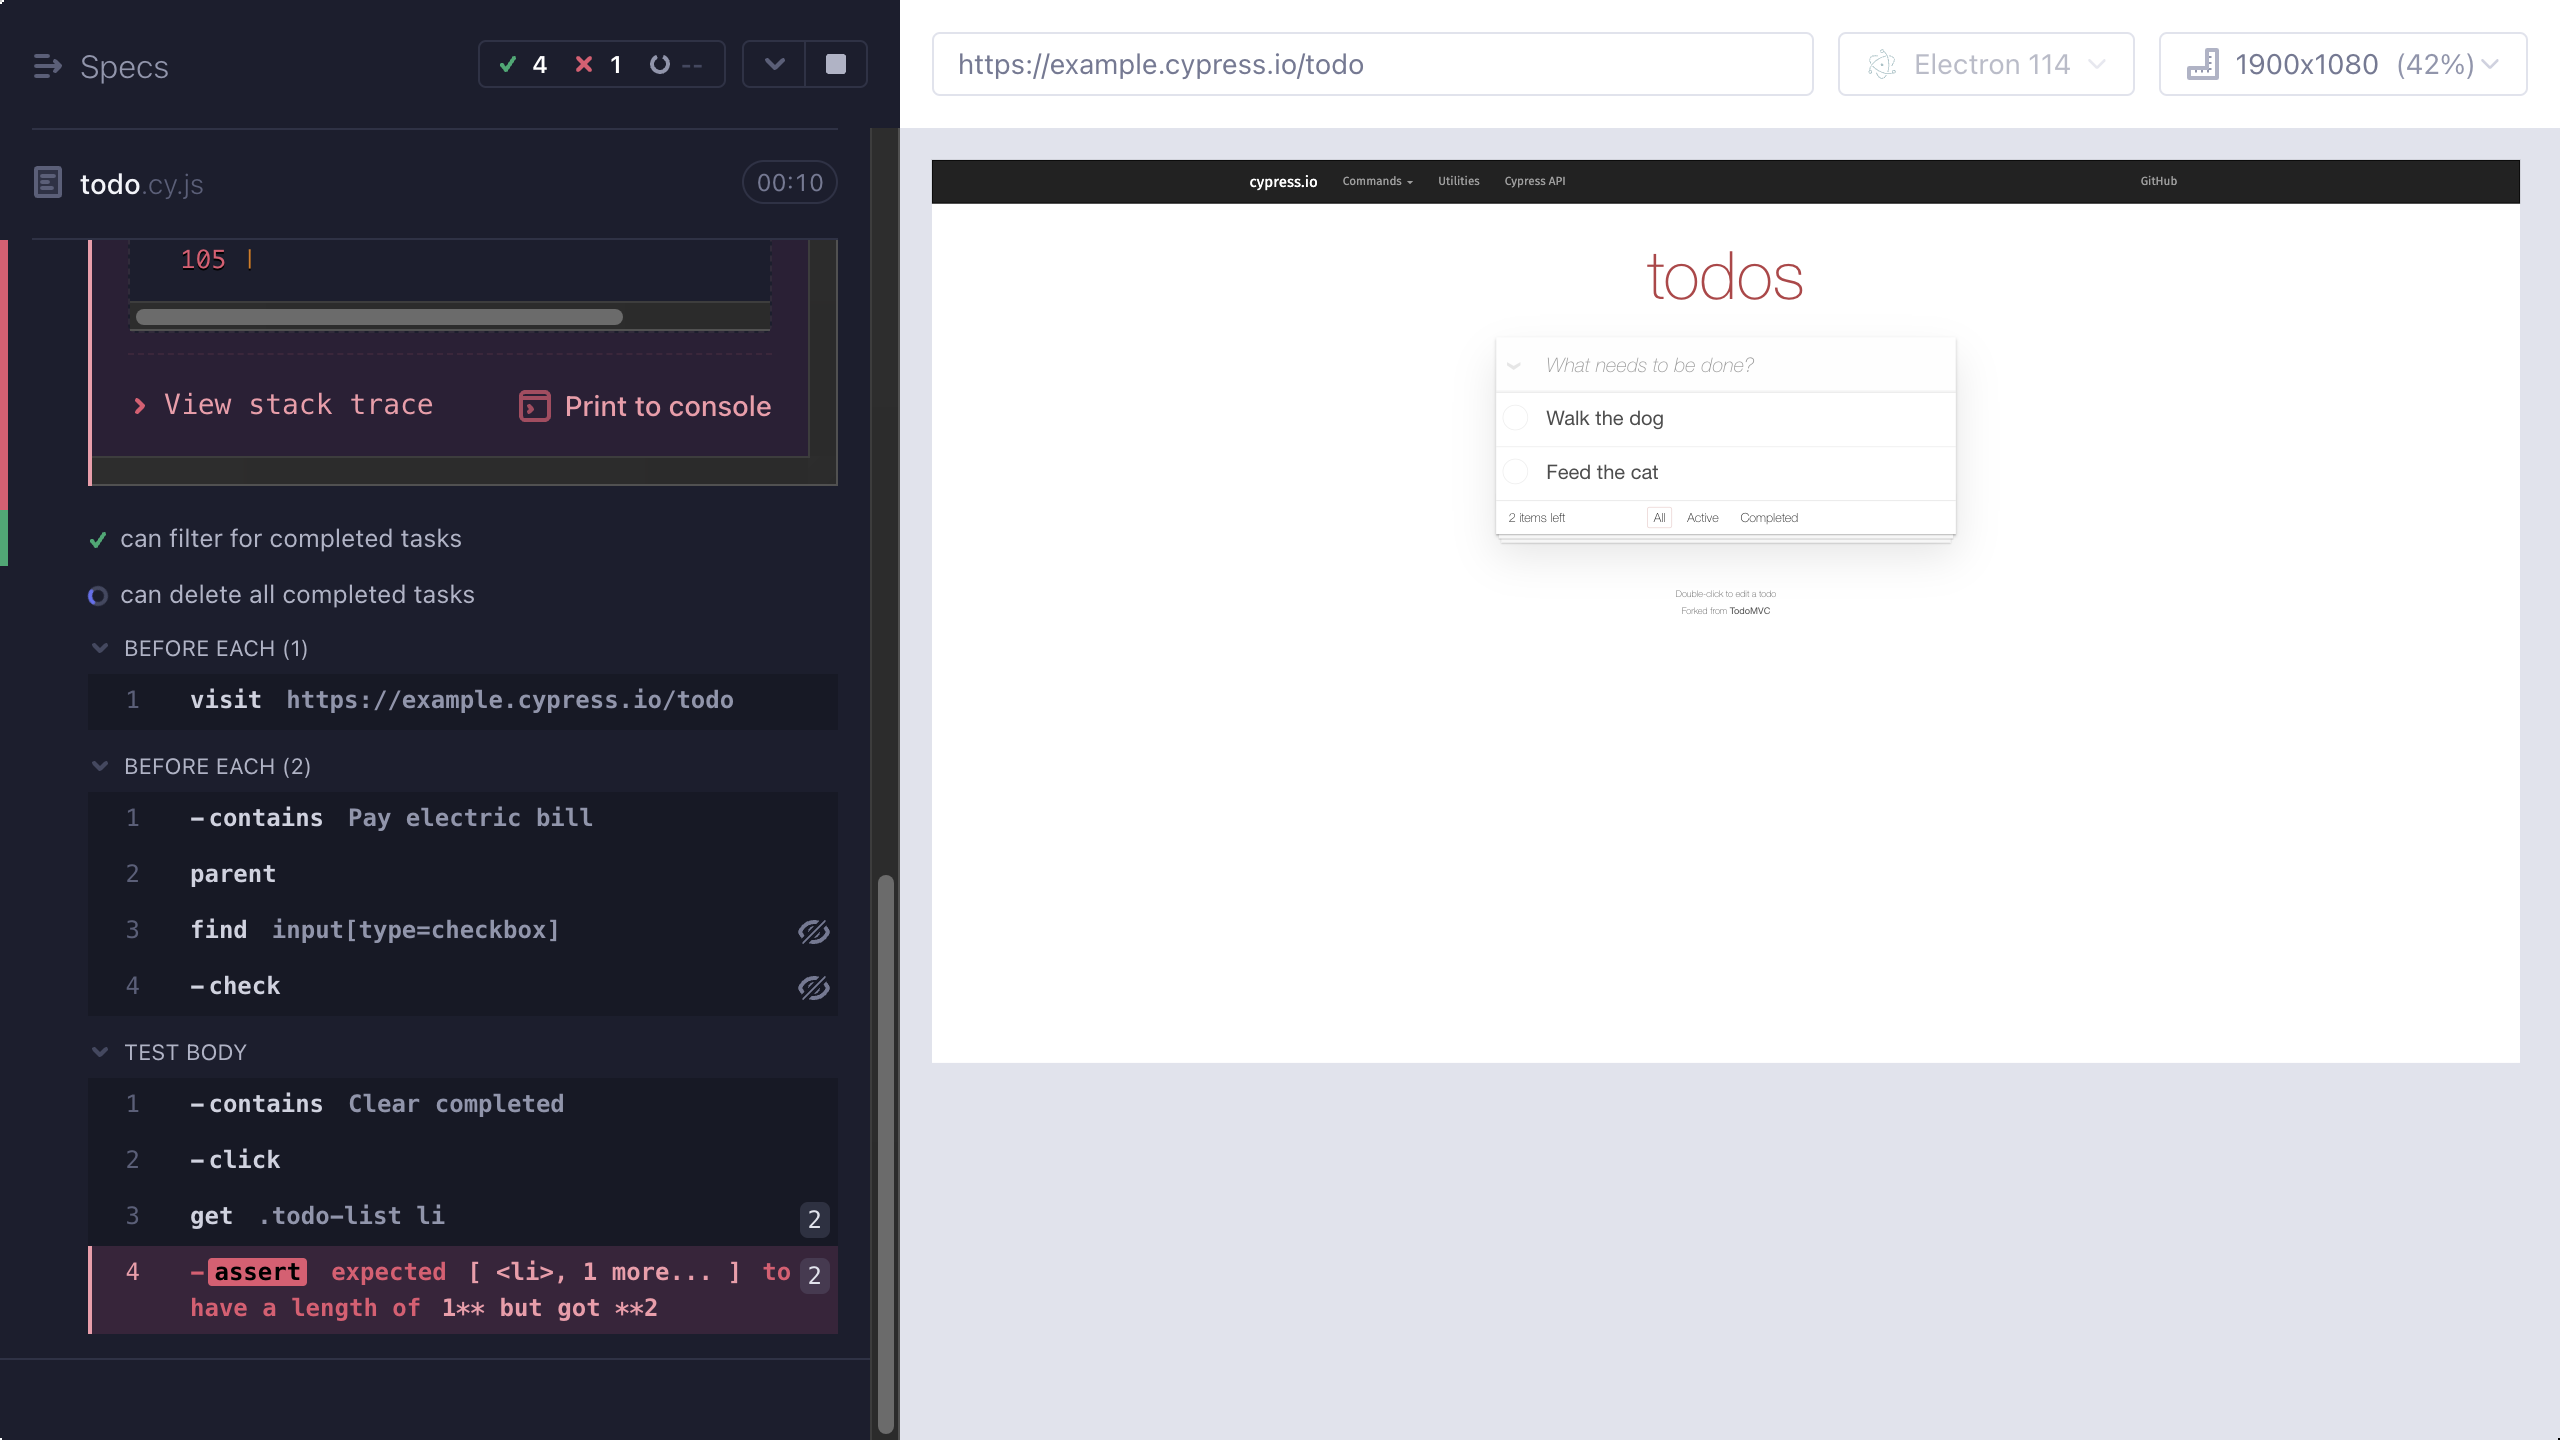 Specs
4 1 --
todo.cy.js 00:10
105 |
View stack trace Print to console
can filter for completed tasks
can delete all completed tasks
BEFORE EACH (1)
1 visit https://example.cypress.io/todo
BEFORE EACH (2)
1 -contains Pay electric bill
2 parent
3 find input[type=checkbox]
4 -check
TEST BODY
1 -contains Clear completed
2 -click
3 get .todo-list li 2
4 -assert expected [ <li>, 1 more... ] to 2
have a length of 1** but got **2
https://example.cypress.io/todo
Electron 114
1900x1080 (42%)
cypress.io Commands Utilities Cypress API GitHub
todos
What needs to be done?
Walk the dog
Feed the cat
2 items left All Active Completed
Double-click to edit a todo
Forked from TodoMVC